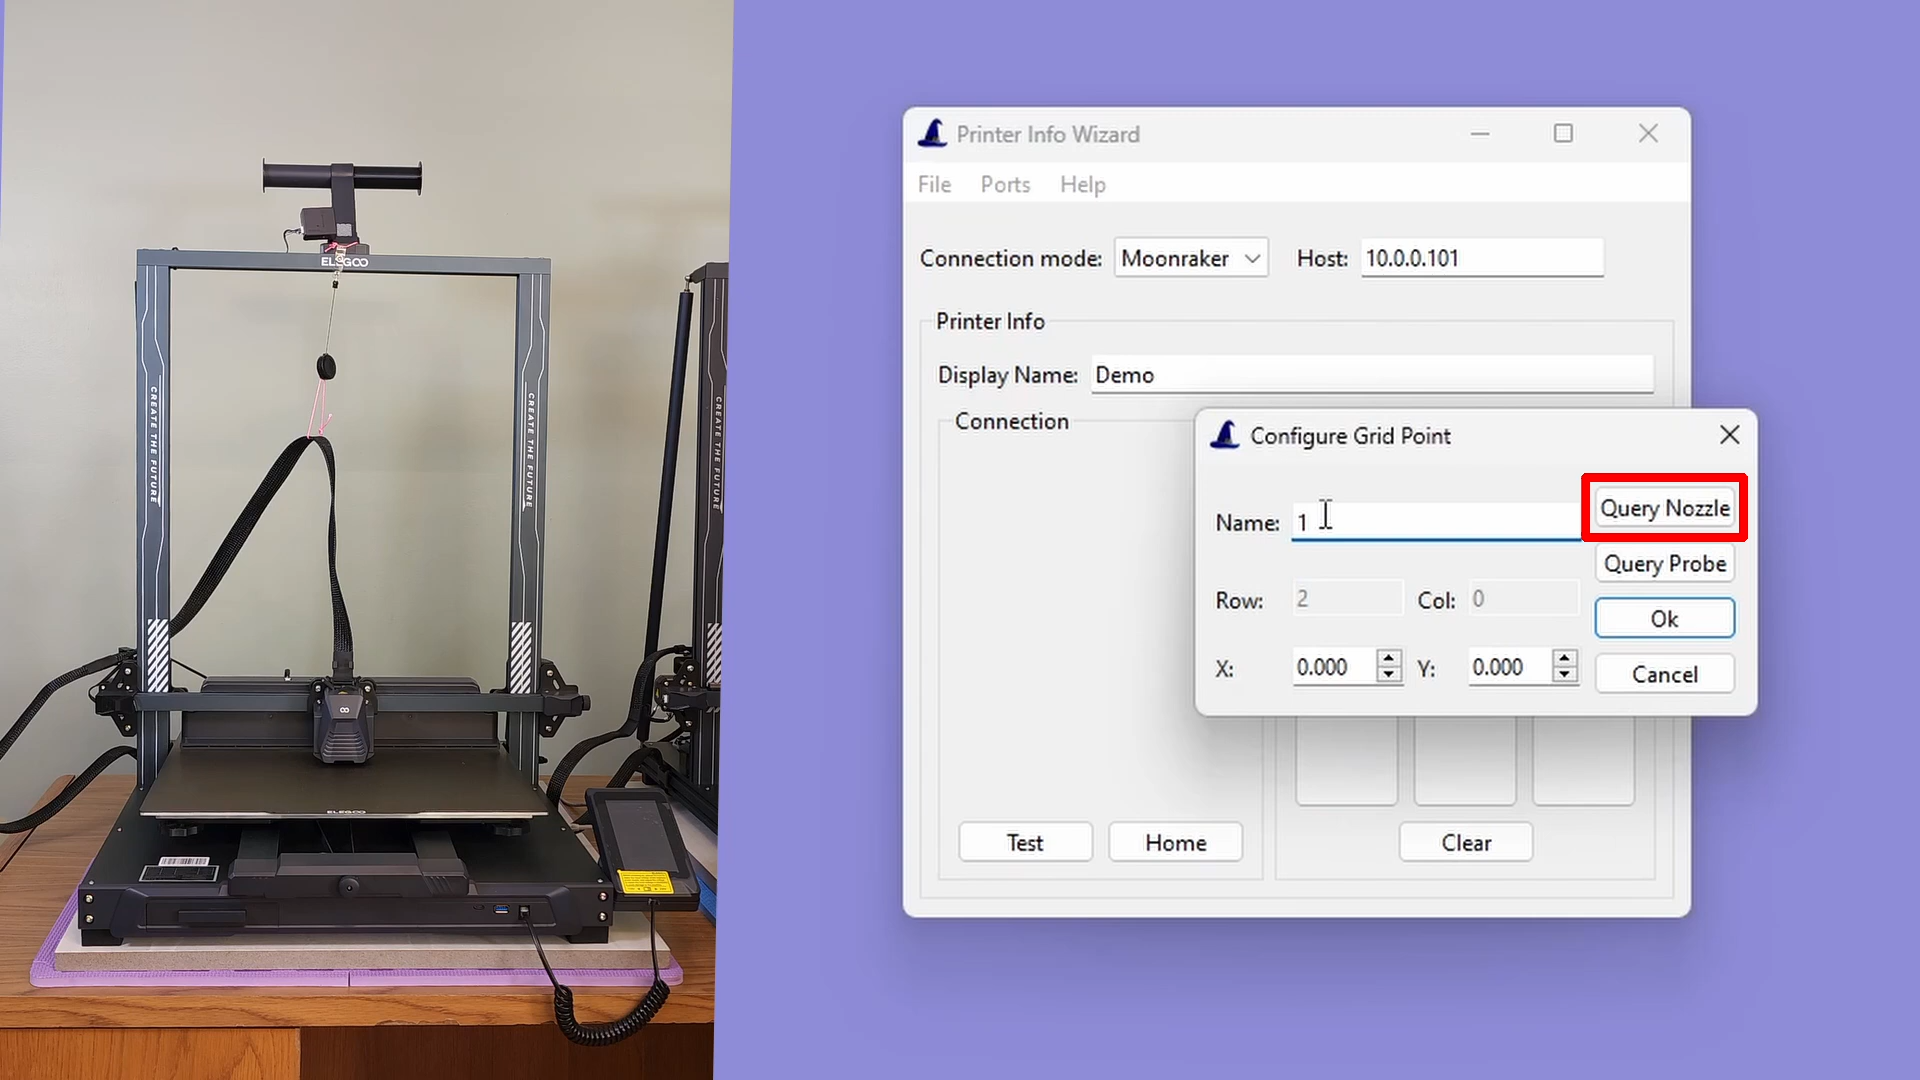 ELEGOO
CREATE THE FUTURE
CREATE THE FUTURE
CREATE THE FUTURE
ELEGOO
Printer Info Wizard
File Ports Help
Connection mode: Moonraker Host: 10.0.0.101
Printer Info
Display Name: Demo
Connection
Configure Grid Point
Name: 1 Query Nozzle
Query Probe
Row: 2 Col: 0
Ok
X: 0.000 Y: 0.000
Cancel
Test Home Clear